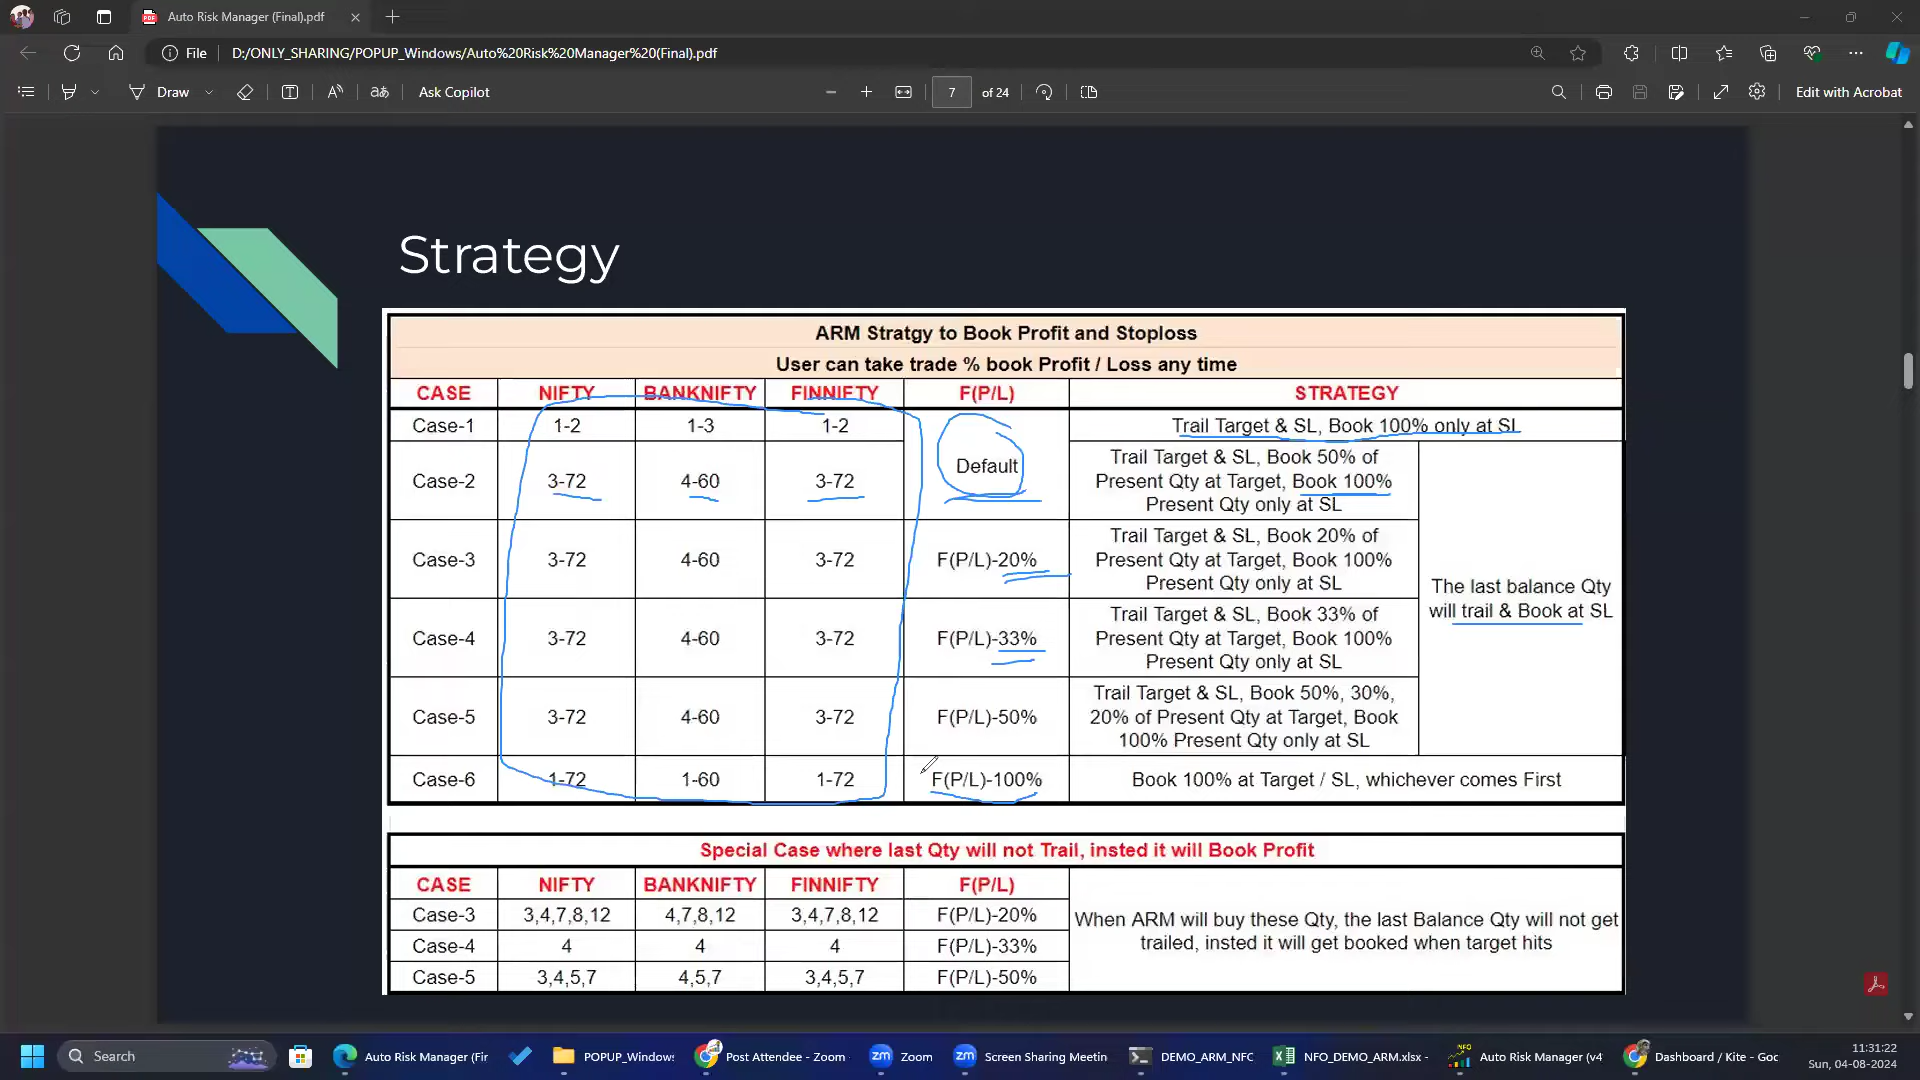 Auto Risk Manager (Final).pdf
File
D:/ONLY_SHARING/POPUP_Windows/Auto%20Risk%20Manager%20(Final).pdf
Draw
Ask Copilot
7 of 24
Edit with Acrobat
Strategy
ARM Stratgy to Book Profit and Stoploss
User can take trade % book Profit / Loss any time
CASE NIFTY BANKNIFTY FINNIFTY F(P/L) STRATEGY
Case-1 1-2 1-3 1-2 Trail Target & SL, Book 100% only at SL
Default
Case-2 3-72 4-60 3-72
Trail Target & SL, Book 50% of
Present Qty at Target, Book 100%
Present Qty only at SL
Case-3 3-72 4-60 3-72 F(P/L)-20%
Trail Target & SL, Book 20% of
Present Qty at Target, Book 100%
Present Qty only at SL
Case-4 3-72 4-60 3-72 F(P/L)-33%
Trail Target & SL, Book 33% of
Present Qty at Target, Book 100%
Present Qty only at SL
Case-5 3-72 4-60 3-72 F(P/L)-50%
Trail Target & SL, Book 50%, 30%,
20% of Present Qty at Target, Book
100% Present Qty only at SL
The last balance Qty
will trail & Book at SL
Case-6 1-72 1-60 1-72 F(P/L)-100% Book 100% at Target / SL, whichever comes First
Special Case where last Qty will not Trail, insted it will Book Profit
CASE NIFTY BANKNIFTY FINNIFTY F(P/L)
Case-3 3,4,7,8,12 4,7,8,12 3,4,7,8,12 F(P/L)-20%
Case-4 4 4 4 F(P/L)-33%
Case-5 3,4,5,7 4,5,7 3,4,5,7 F(P/L)-50%
When ARM will buy these Qty, the last Balance Qty will not get
trailed, insted it will get booked when target hits
Search
Auto Risk Manager (Fir
POPUP_Windows
Post Attendee - Zoom
Zoom
Screen Sharing Meetin
DEMO_ARM_NFC
NFO_DEMO_ARM.xlsx -
Auto Risk Manager (v4
Dashboard / Kite - Goc
11:31:22
Sun, 04-08-2024